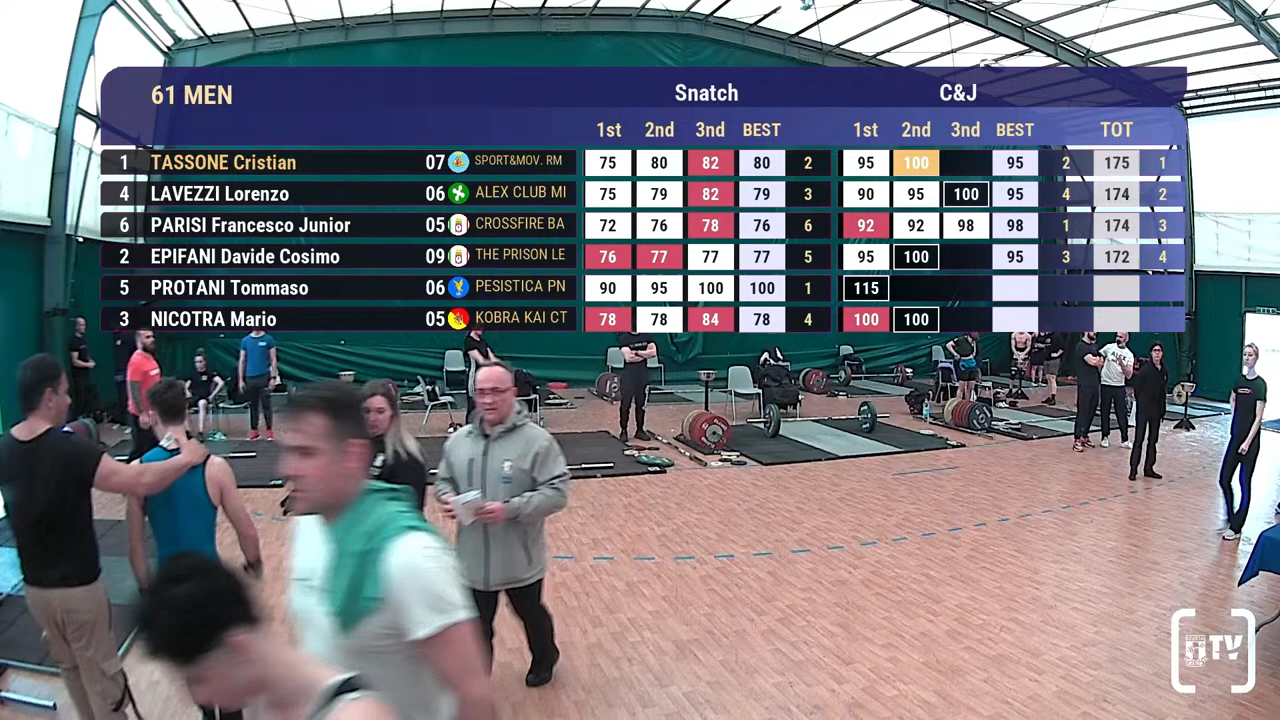 61 MEN Snatch C&J
1st 2nd 3nd BEST 1st 2nd 3nd BEST TOT
1 TASSONE Cristian 07 SPORT&MOV. RM 75 80 82 80 2 95 100 95 2 175 1
4 LAVEZZI Lorenzo 06 ALEX CLUB MI 75 79 82 79 3 90 95 100 95 4 174 2
6 PARISI Francesco Junior 05 CROSSFIRE BA 72 76 78 76 6 92 92 98 98 1 174 3
2 EPIFANI Davide Cosimo 09 THE PRISON LE 76 77 77 77 5 95 100 95 3 172 4
5 PROTANI Tommaso 06 PESISTICA PN 90 95 100 100 1 115
3 NICOTRA Mario 05 KOBRA KAI CT 78 78 84 78 4 100 100
TV